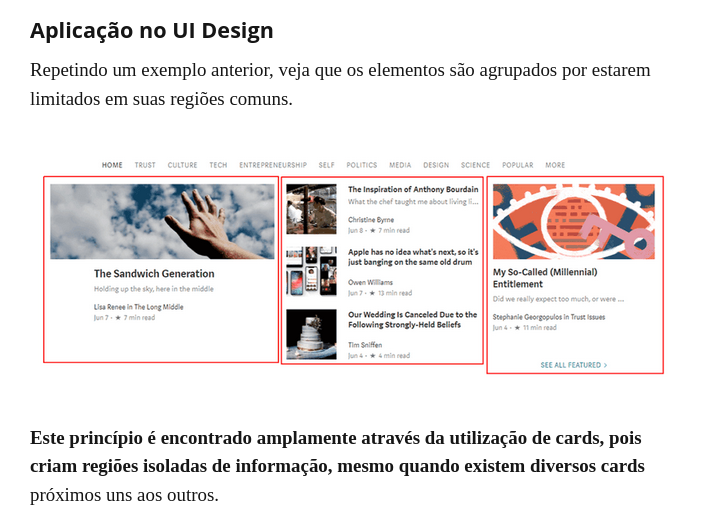 Aplicação no UI Design
Repetindo um exemplo anterior, veja que os elementos são agrupados por estarem
limitados em suas regiões comuns.
HOME TRUST CULTURE TECH ENTREPRENEURSHIP SELF POLITICS MEDIA DESIGN SCIENCE POPULAR MORE
The Sandwich Generation
Holding up the sky, here in the middle
Lisa Renee in The Long Middle
Jun 7 · ★ 7 min read
The Inspiration of Anthony Bourdain
What the chef taught me about living li...
Christine Byrne
Jun 8 · ★ 7 min read
Apple has no idea what's next, so it's
just banging on the same old drum
Owen Williams
Jun 7 · ★ 13 min read
Our Wedding Is Canceled Due to the
Following Strongly-Held Beliefs
Tim Sniffen
Jun 4 · ★ 4 min read
My So-Called (Millennial)
Entitlement
Did we really expect too much, or were ...
Stephanie Georgopulos in Trust Issues
Jun 4 · ★ 11 min read
SEE ALL FEATURED >
Este princípio é encontrado amplamente através da utilização de cards, pois
criam regiões isoladas de informação, mesmo quando existem diversos cards
próximos uns aos outros.